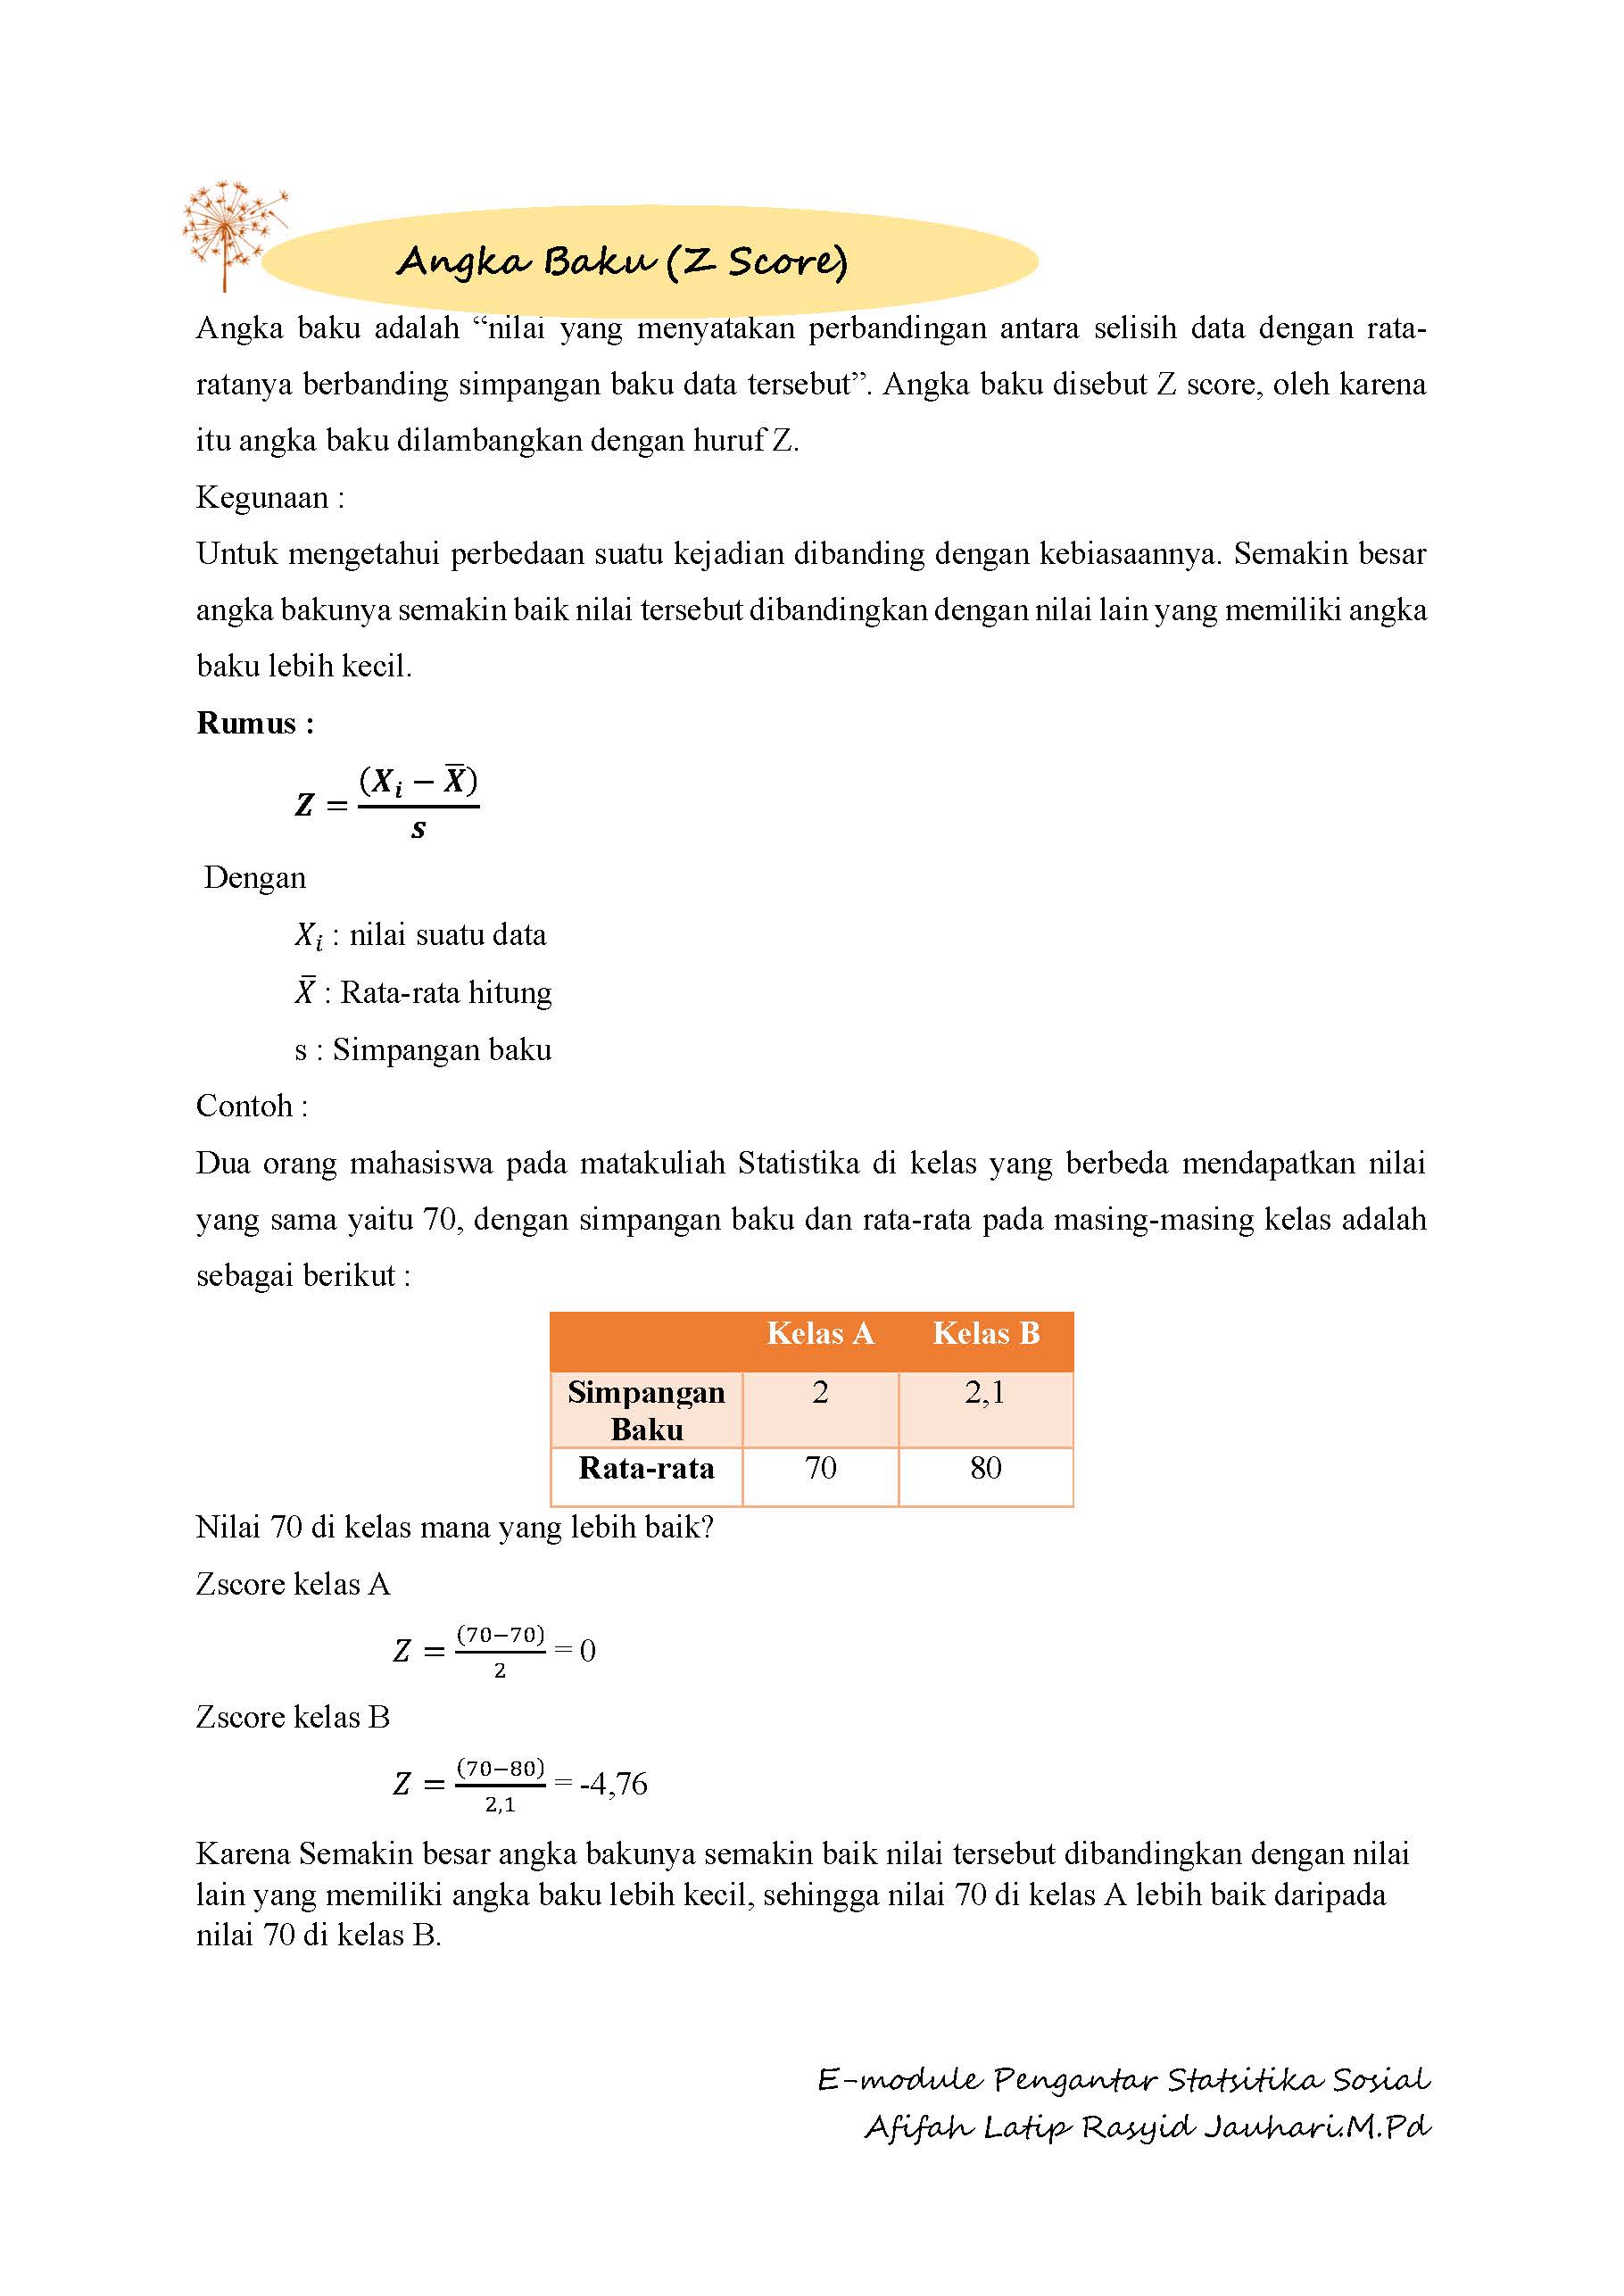 Angka Baku (Z Score)
Angka baku adalah “nilai yang menyatakan perbandingan antara selisih data dengan rata-
ratanya berbanding simpangan baku data tersebut”. Angka baku disebut Z score, oleh karena
itu angka baku dilambangkan dengan huruf Z.
Kegunaan :
Untuk mengetahui perbedaan suatu kejadian dibanding dengan kebiasaannya. Semakin besar
angka bakunya semakin baik nilai tersebut dibandingkan dengan nilai lain yang memiliki angka
baku lebih kecil.
Rumus :
Z = (Xᵢ − X̄) / s
Dengan
Xᵢ : nilai suatu data
X̄ : Rata-rata hitung
s : Simpangan baku
Contoh :
Dua orang mahasiswa pada matakuliah Statistika di kelas yang berbeda mendapatkan nilai
yang sama yaitu 70, dengan simpangan baku dan rata-rata pada masing-masing kelas adalah
sebagai berikut :
Kelas A Kelas B
Simpangan Baku 2 2,1
Rata-rata 70 80
Nilai 70 di kelas mana yang lebih baik?
Zscore kelas A
Z = (70−70) / 2 = 0
Zscore kelas B
Z = (70−80) / 2,1 = -4,76
Karena Semakin besar angka bakunya semakin baik nilai tersebut dibandingkan dengan nilai
lain yang memiliki angka baku lebih kecil, sehingga nilai 70 di kelas A lebih baik daripada
nilai 70 di kelas B.
E-module Pengantar Statsitika Sosial
Afifah Latip Rasyid Jauhari.M.Pd